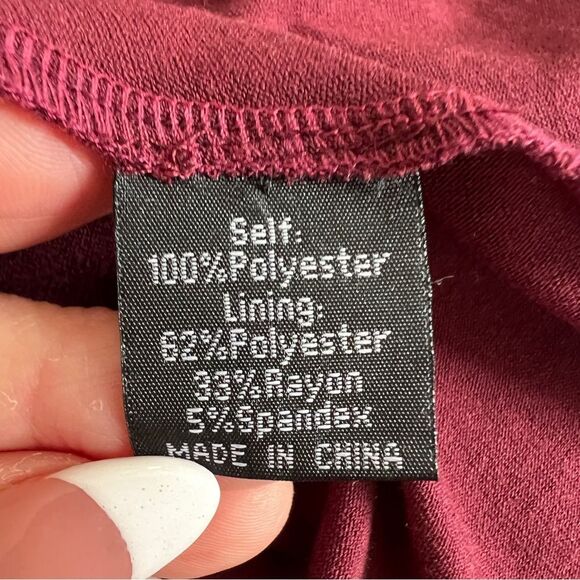 Self:
100%Polyester
Lining:
62%Polyester
33%Rayon
5%Spandex
MADE IN CHINA